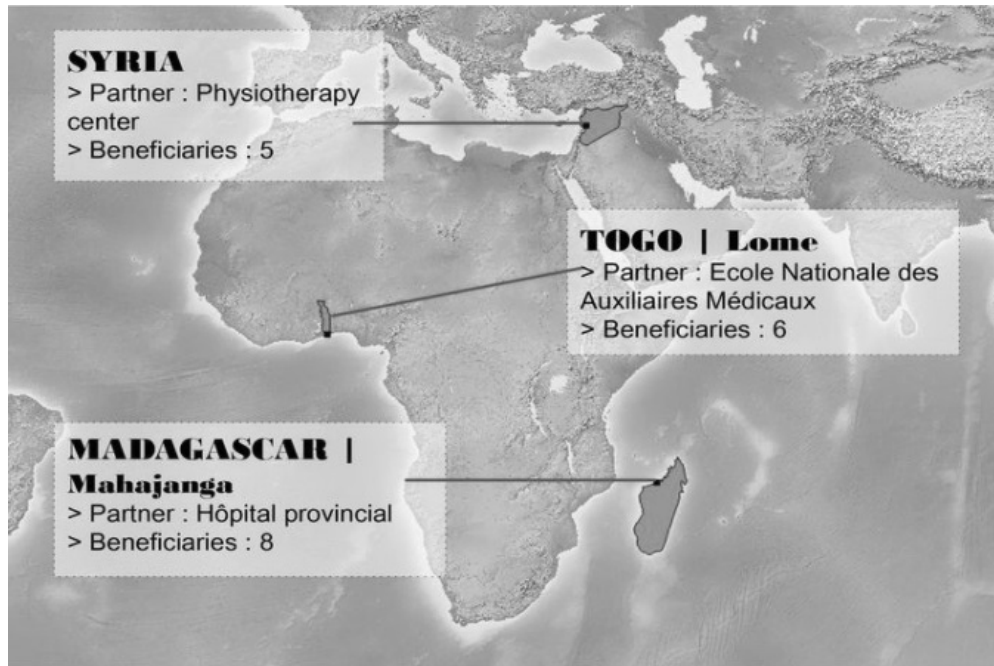 SYRIA
> Partner : Physiotherapy
center
> Beneficiaries : 5
TOGO | Lome
> Partner : Ecole Nationale des
Auxiliaires Médicaux
> Beneficiaries : 6
MADAGASCAR |
Mahajanga
> Partner : Hôpital provincial
> Beneficiaries : 8